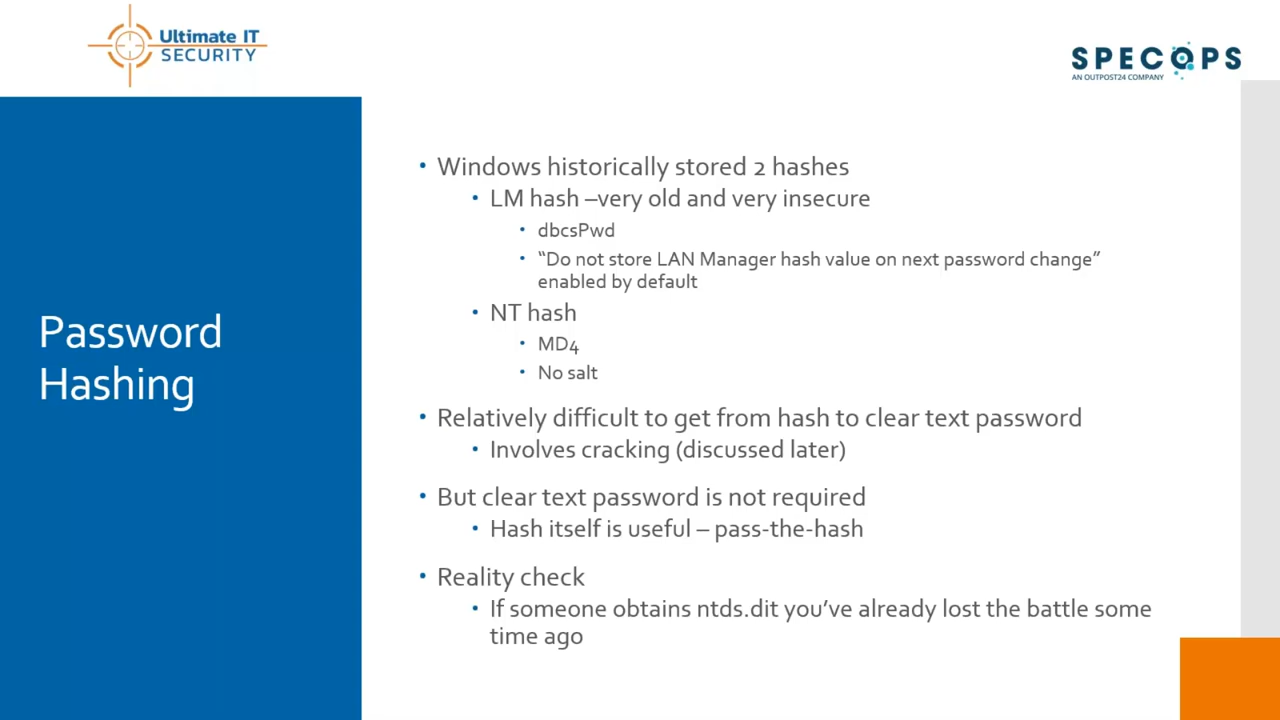 Ultimate IT
SECURITY
SPECOPS
AN OUTPOST24 COMPANY
Password
Hashing
• Windows historically stored 2 hashes
• LM hash –very old and very insecure
• dbcsPwd
• “Do not store LAN Manager hash value on next password change”
enabled by default
• NT hash
• MD4
• No salt
• Relatively difficult to get from hash to clear text password
• Involves cracking (discussed later)
• But clear text password is not required
• Hash itself is useful – pass-the-hash
• Reality check
• If someone obtains ntds.dit you’ve already lost the battle some
time ago